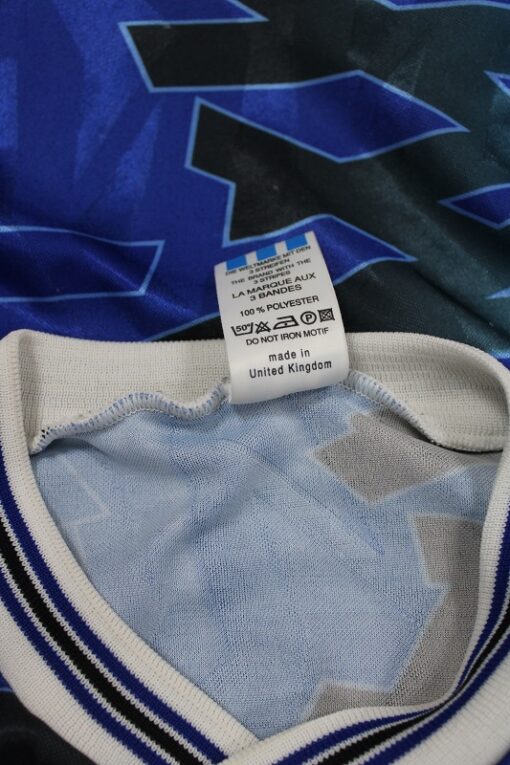 DIE WELTMARKE MIT DEN
3 STREIFEN
THE BRAND WITH THE
3 STRIPES
LA MARQUE AUX
3 BANDES
100 % POLYESTER
50°
P
DO NOT IRON MOTIF
made in
United Kingdom